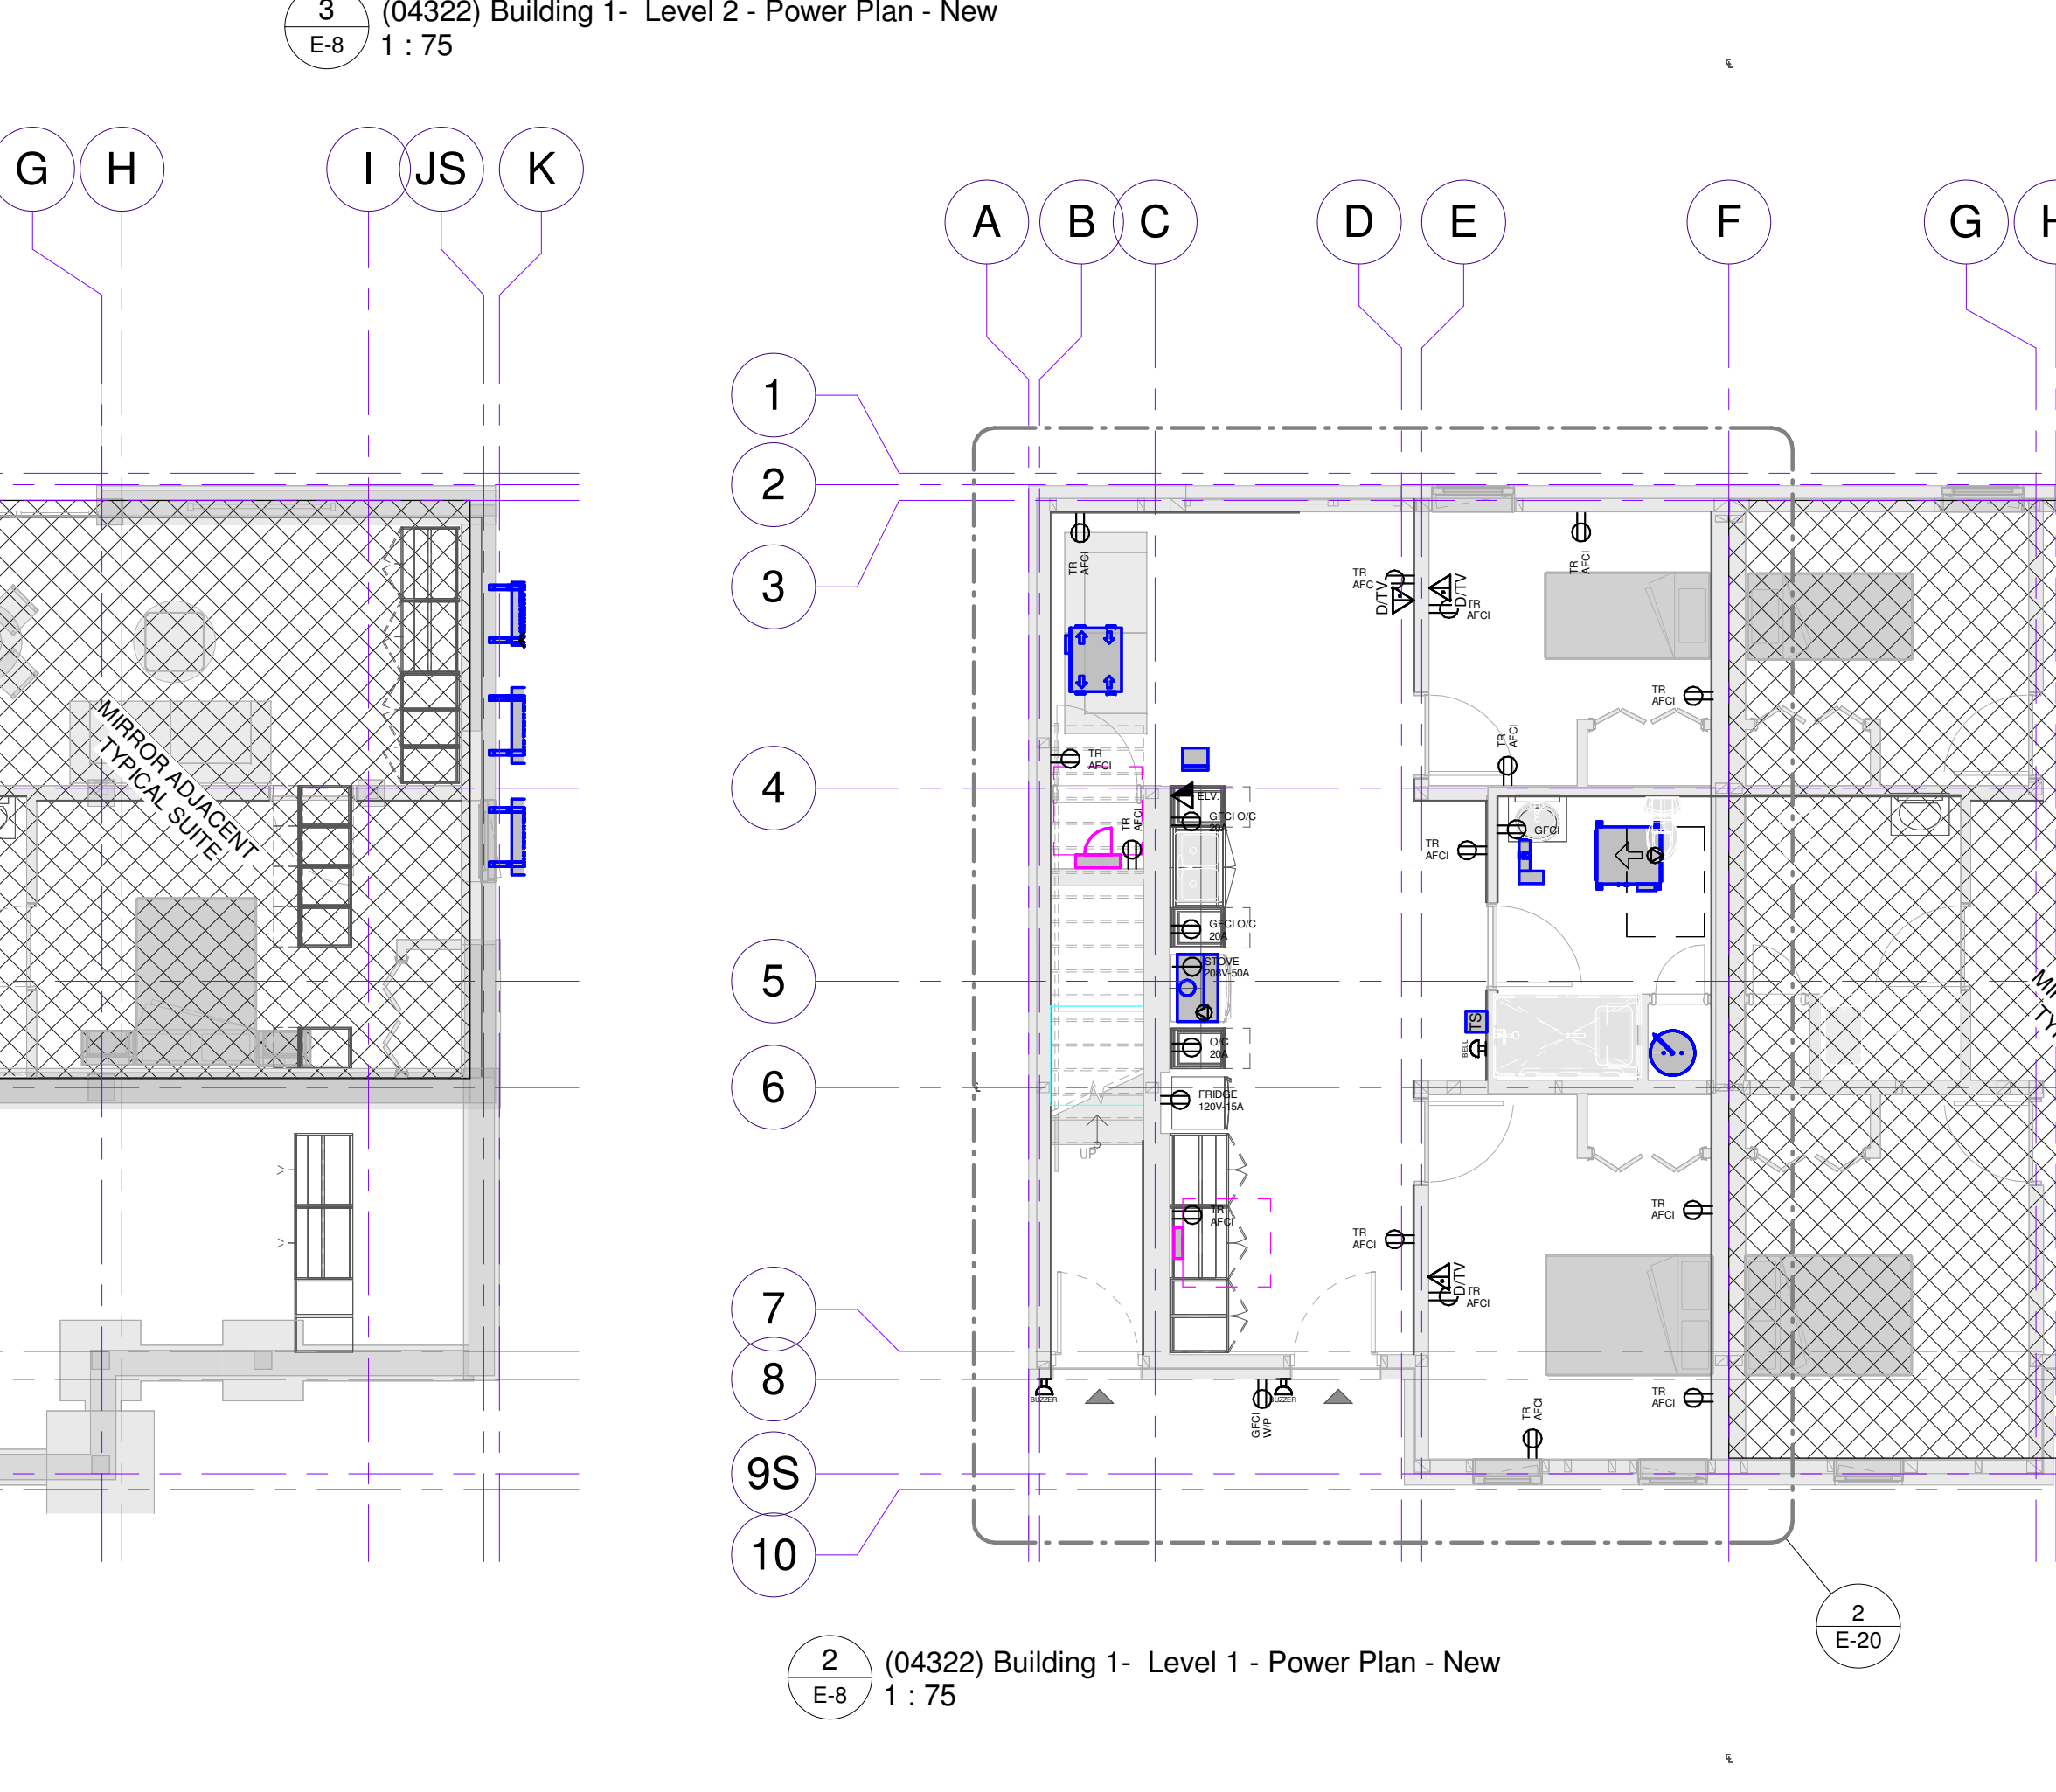 3
E-8
(04322) Building 1-  Level 2 - Power Plan - New
1 : 75
℄
G
H
I
JS
K
A
B
C
D
E
F
G
H
1
2
3
4
5
6
7
8
9S
10
MIRROR ADJACENT
TYPICAL SUITE
TR
AFCI
TR
AFCI
TR
AFC
D/TV
D/TV
TR
AFCI
TR
AFCI
TR
AFCI
TR
AFCI
TR
AFCI
ELV.
GFCI O/C
20A
GFCI
TR
AFCI
GFCI O/C
20A
STOVE
208V-50A
TS
BELL
O/C
20A
FRIDGE
120V-15A
UP
TR
AFCI
TR
AFCI
TR
AFCI
D/TV
TR
AFCI
TR
AFCI
TR
AFCI
BUZZER
GFCI
W/P
BUZZER
2
E-20
2
E-8
(04322) Building 1-  Level 1 - Power Plan - New
1 : 75
℄